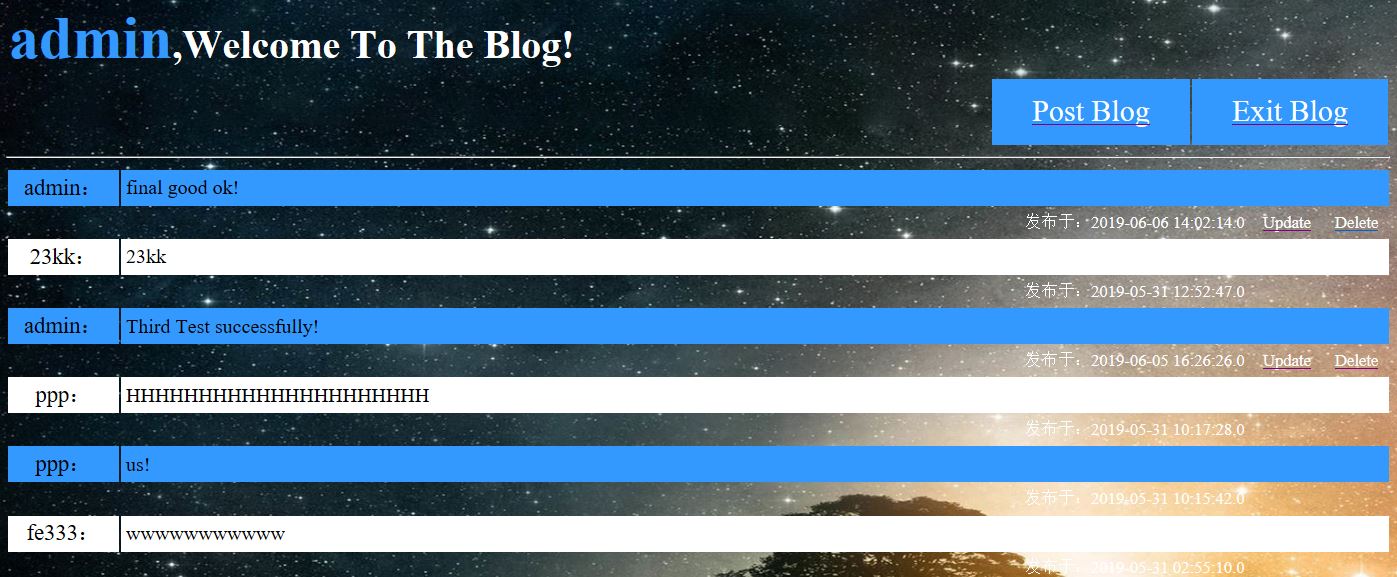 admin,Welcome To The Blog!
Post Blog Exit Blog
admin： final good ok!
发布于：2019-06-06 14:02:14.0 Update Delete
23kk： 23kk
发布于：2019-05-31 12:52:47.0
admin： Third Test successfully!
发布于：2019-06-05 16:26:26.0 Update Delete
ppp： HHHHHHHHHHHHHHHHHHHHH
发布于：2019-05-31 10:17:28.0
ppp： us!
发布于：2019-05-31 10:15:42.0
fe333： wwwwwwwwwww
发布于：2019-05-31 02:55:10.0